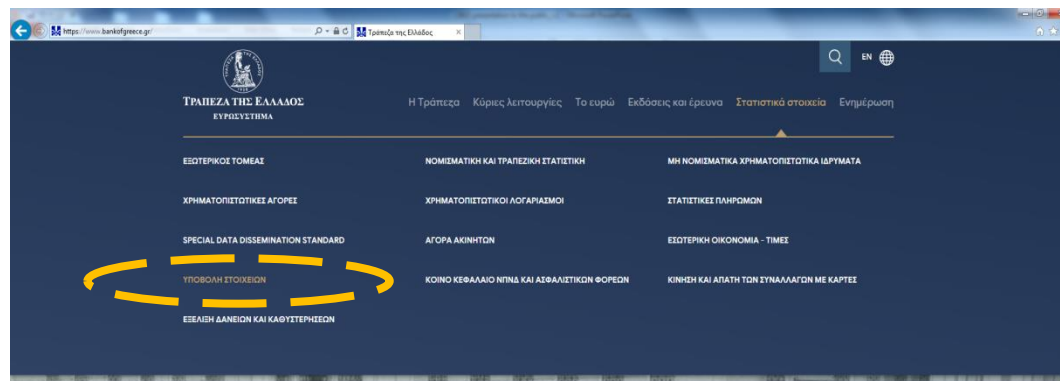 https://www.bankofgreece.gr/
Τράπεζα της Ελλάδος
EN
ΤΡΑΠΕΖΑ ΤΗΣ ΕΛΛΑΔΟΣ
ΕΥΡΩΣΥΣΤΗΜΑ
Η Τράπεζα Κύριες λειτουργίες Το ευρώ Εκδόσεις και έρευνα Στατιστικά στοιχεία Ενημέρωση
ΕΞΩΤΕΡΙΚΟΣ ΤΟΜΕΑΣ ΝΟΜΙΣΜΑΤΙΚΗ ΚΑΙ ΤΡΑΠΕΖΙΚΗ ΣΤΑΤΙΣΤΙΚΗ ΜΗ ΝΟΜΙΣΜΑΤΙΚΑ ΧΡΗΜΑΤΟΠΙΣΤΩΤΙΚΑ ΙΔΡΥΜΑΤΑ
ΧΡΗΜΑΤΟΠΙΣΤΩΤΙΚΕΣ ΑΓΟΡΕΣ ΧΡΗΜΑΤΟΠΙΣΤΩΤΙΚΟΙ ΛΟΓΑΡΙΑΣΜΟΙ ΣΤΑΤΙΣΤΙΚΕΣ ΠΛΗΡΩΜΩΝ
SPECIAL DATA DISSEMINATION STANDARD ΑΓΟΡΑ ΑΚΙΝΗΤΩΝ ΕΣΩΤΕΡΙΚΗ ΟΙΚΟΝΟΜΙΑ - ΤΙΜΕΣ
ΥΠΟΒΟΛΗ ΣΤΟΙΧΕΙΩΝ ΚΟΙΝΟ ΚΕΦΑΛΑΙΟ ΝΠΝΔ ΚΑΙ ΑΣΦΑΛΙΣΤΙΚΩΝ ΦΟΡΕΩΝ ΚΙΝΗΣΗ ΚΑΙ ΑΠΑΤΗ ΤΩΝ ΣΥΝΑΛΛΑΓΩΝ ΜΕ ΚΑΡΤΕΣ
ΕΞΕΛΙΞΗ ΔΑΝΕΙΩΝ ΚΑΙ ΚΑΘΥΣΤΕΡΗΣΕΩΝ